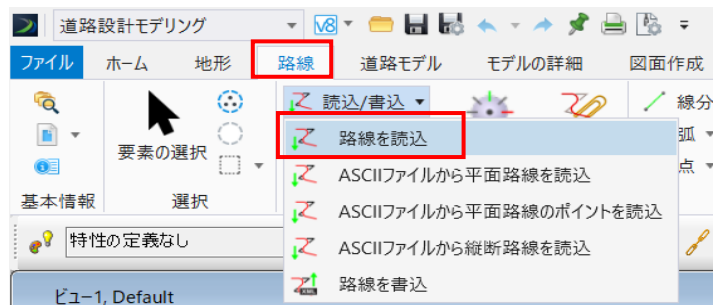 道路設計モデリング
V8
ファイル ホーム 地形 路線 道路モデル モデルの詳細 図面作成
読込/書込
要素の選択
基本情報 選択
線分
弧
点
路線を読込
ASCIIファイルから平面路線を読込
ASCIIファイルから平面路線のポイントを読込
ASCIIファイルから縦断路線を読込
路線を書込
特性の定義なし
ビュー1, Default